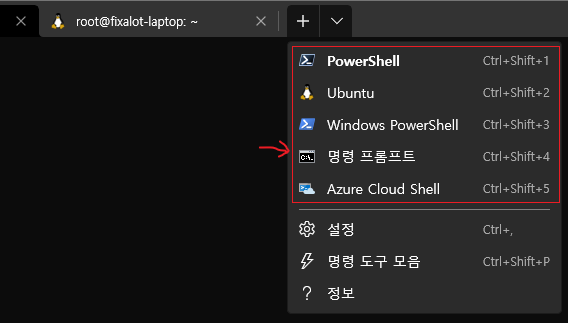 root@fixalot-laptop: ~
PowerShell Ctrl+Shift+1
Ubuntu Ctrl+Shift+2
Windows PowerShell Ctrl+Shift+3
명령 프롬프트 Ctrl+Shift+4
Azure Cloud Shell Ctrl+Shift+5
설정 Ctrl+,
명령 도구 모음 Ctrl+Shift+P
정보